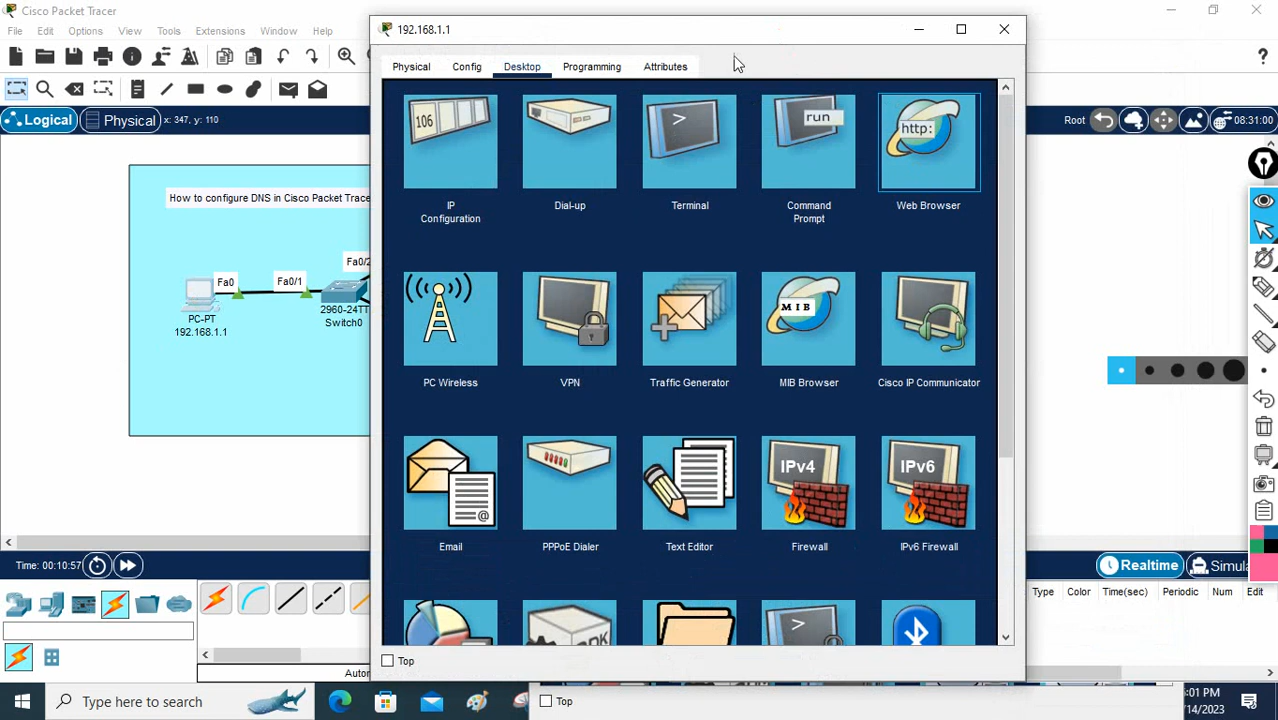 Cisco Packet Tracer
192.168.1.1
File Edit Options View Tools Extensions Window Help
Physical Config Desktop Programming Attributes
Logical Physical x: 347, y: 110
Root 08:31:00
106
>
run
http:
IP Configuration
Dial-up
Terminal
Command Prompt
Web Browser
How to configure DNS in Cisco Packet Trace
Fa0/2
Fa0
Fa0/1
PC-PT
192.168.1.1
2960-24TT
Switch0
MIB
PC Wireless
VPN
Traffic Generator
MIB Browser
Cisco IP Communicator
@
IPv4
IPv6
Email
PPPoE Dialer
Text Editor
Firewall
IPv6 Firewall
>
Time: 00:10:57
Realtime
Simula
Type Color Time(sec) Periodic Num Edit
Top
Autor
Type here to search
Top
:01 PM
/14/2023